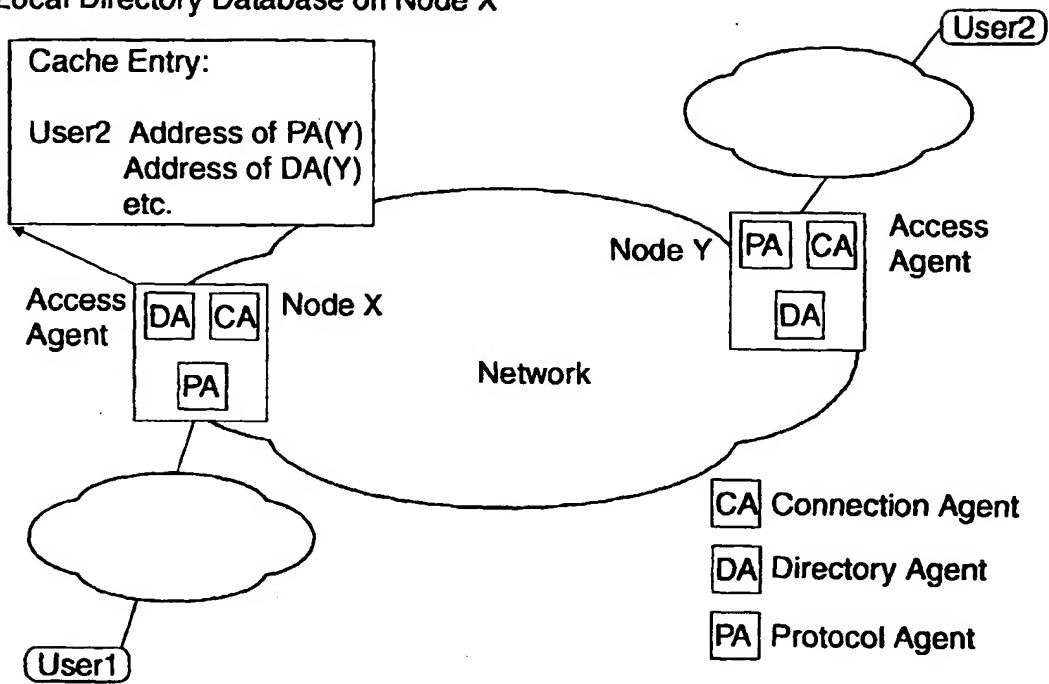 Local Directory Database on Node X
User2
Cache Entry:
User2 Address of PA(Y)
Address of DA(Y)
etc.
Node Y
PA
CA
Access
Agent
DA
Access
Agent
DA
CA
Node X
PA
Network
CA Connection Agent
DA Directory Agent
PA Protocol Agent
User1